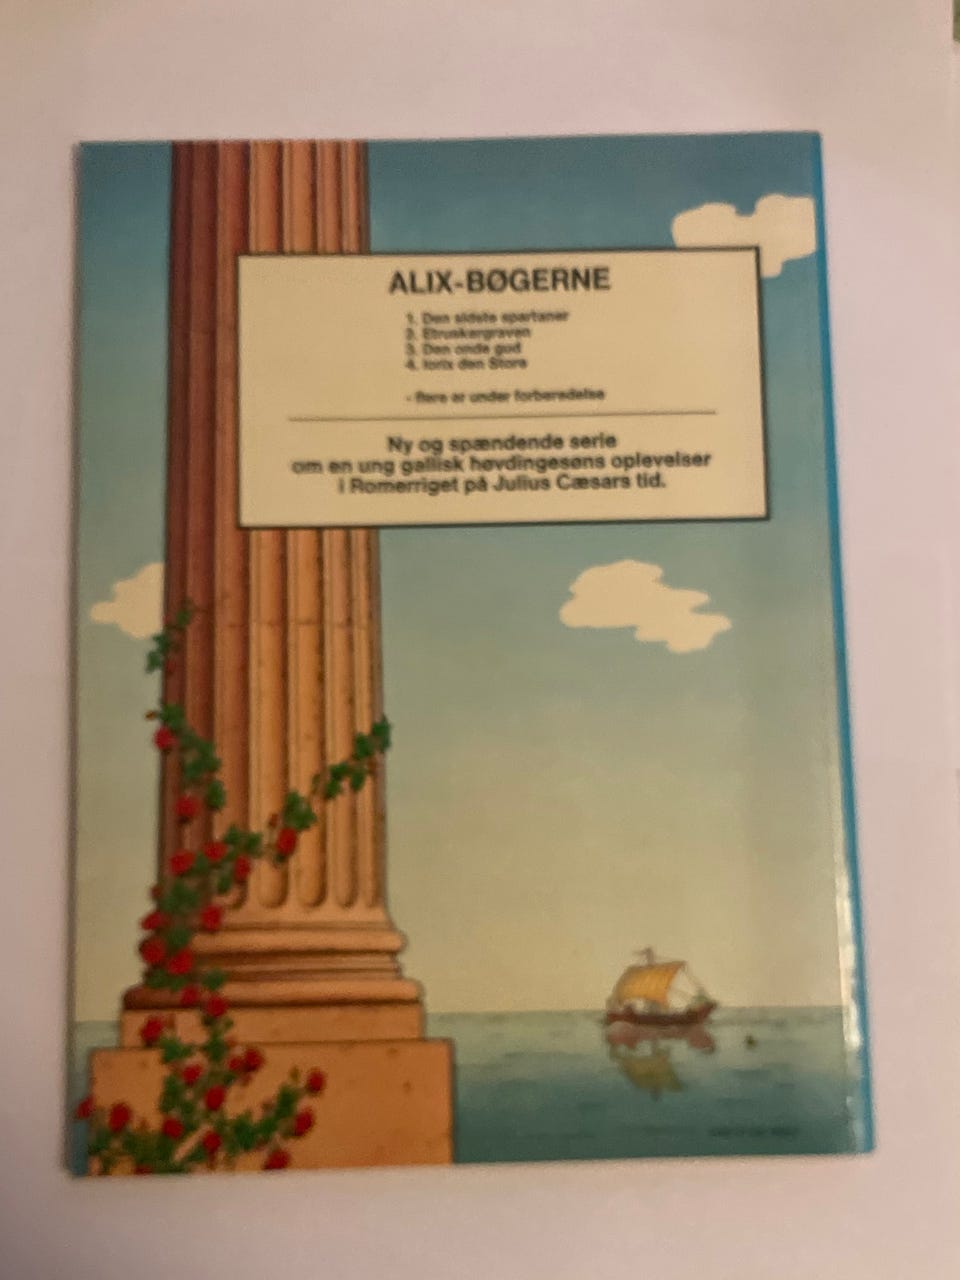 ALIX-BØGERNE
1. Den sidste spartaner
2. Etruskergraven
3. Den onde gud
4. Iorix den Store
- flere er under forberedelse
Ny og spændende serie
om en ung gallisk høvdingesøns oplevelser
i Romerriget på Julius Cæsars tid.